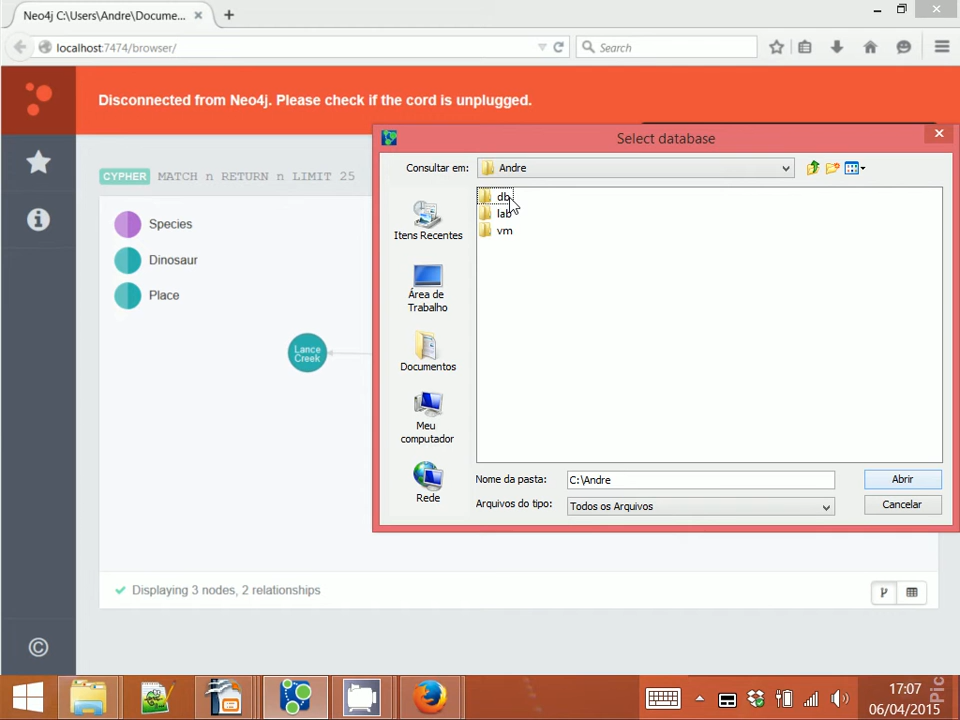 Neo4j C:\Users\Andre\Docume...
localhost:7474/browser/
Search
Disconnected from Neo4j. Please check if the cord is unplugged.
Select database
Consultar em:
Andre
CYPHER
MATCH n RETURN n LIMIT 25
db
lab
vm
Itens Recentes
Área de
Trabalho
Documentos
Meu
computador
Rede
Species
Dinosaur
Place
Lance
Creek
Nome da pasta:
C:\Andre
Abrir
Arquivos do tipo:
Todos os Arquivos
Cancelar
Displaying 3 nodes, 2 relationships
17:07
06/04/2015
Pic